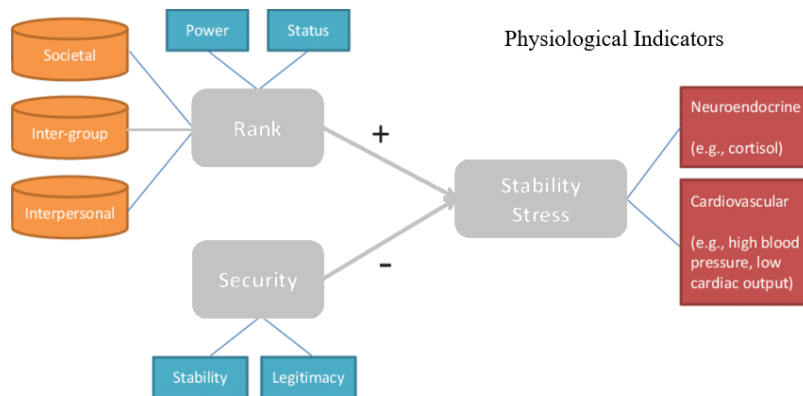 Societal
Inter-group
Interpersonal
Power
Status
Rank
+
Security
-
Stability
Legitimacy
Stability
Stress
Physiological Indicators
Neuroendocrine
(e.g., cortisol)
Cardiovascular
(e.g., high blood
pressure, low
cardiac output)